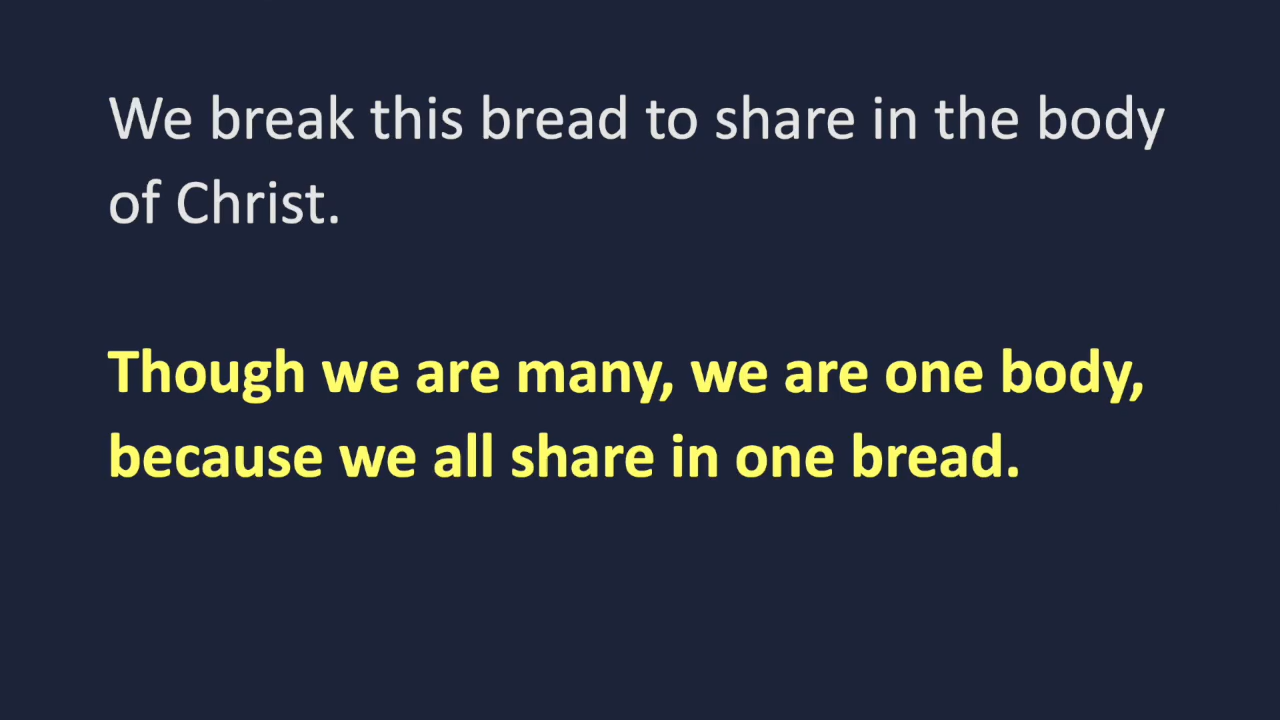 We break this bread to share in the body
of Christ.
Though we are many, we are one body,
because we all share in one bread.